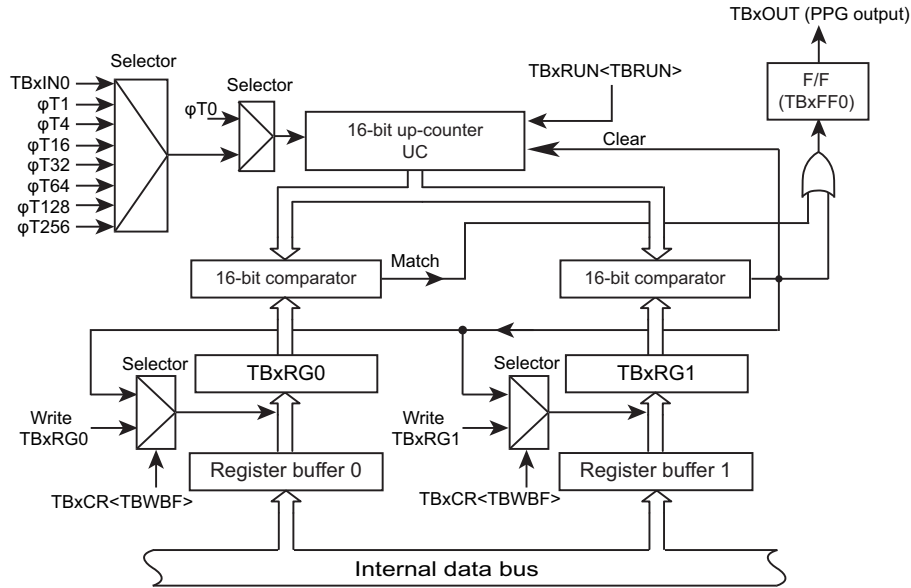 TBxOUT (PPG output)
F/F
(TBxFF0)
Selector
TBxIN0
φT1
φT4
φT16
φT32
φT64
φT128
φT256
Selector
φT0
16-bit up-counter
UC
TBxRUN<TBRUN>
Clear
16-bit comparator
Match
16-bit comparator
Selector
TBxRG0
Write
TBxRG0
Register buffer 0
TBxCR<TBWBF>
Selector
TBxRG1
Write
TBxRG1
Register buffer 1
TBxCR<TBWBF>
Internal data bus